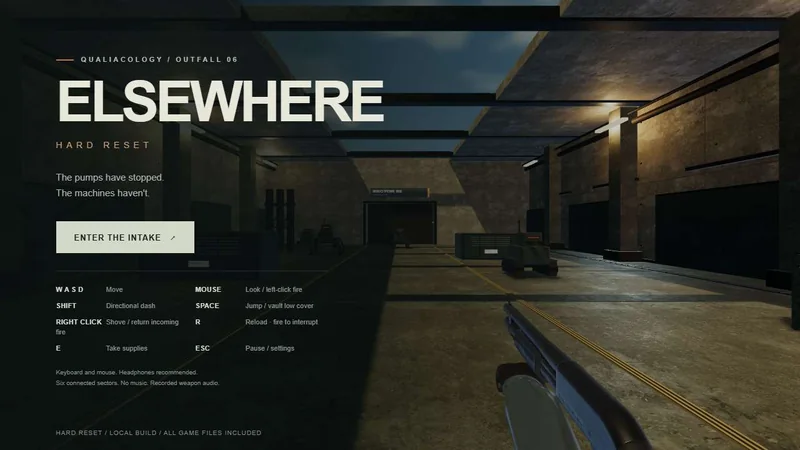 QUALIACOLOGY / OUTFALL 06
ELSEWHERE
HARD RESET
The pumps have stopped.
The machines haven't.
ENTER THE INTAKE ↗
W A S D Move MOUSE Look / left-click fire
SHIFT Directional dash SPACE Jump / vault low cover
RIGHT CLICK Shove / return incoming fire R Reload · fire to interrupt
E Take supplies ESC Pause / settings
Keyboard and mouse. Headphones recommended.
Six connected sectors. No music. Recorded weapon audio.
HARD RESET / LOCAL BUILD / ALL GAME FILES INCLUDED